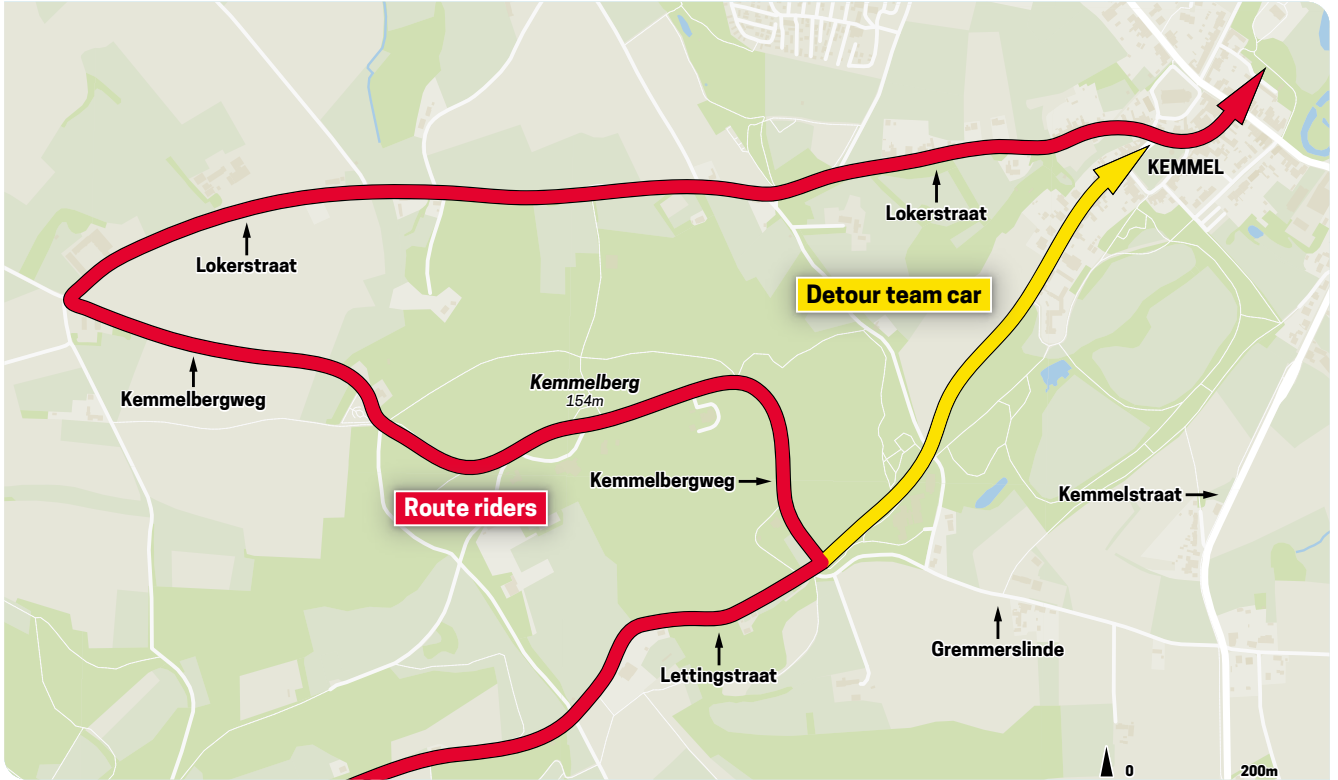 KEMMEL
Lokerstraat
Lokerstraat
Detour team car
Kemmelberg
154m
Kemmelbergweg
Kemmelbergweg
Kemmelstraat
Route riders
Gremmerslinde
Lettingstraat
0 200m